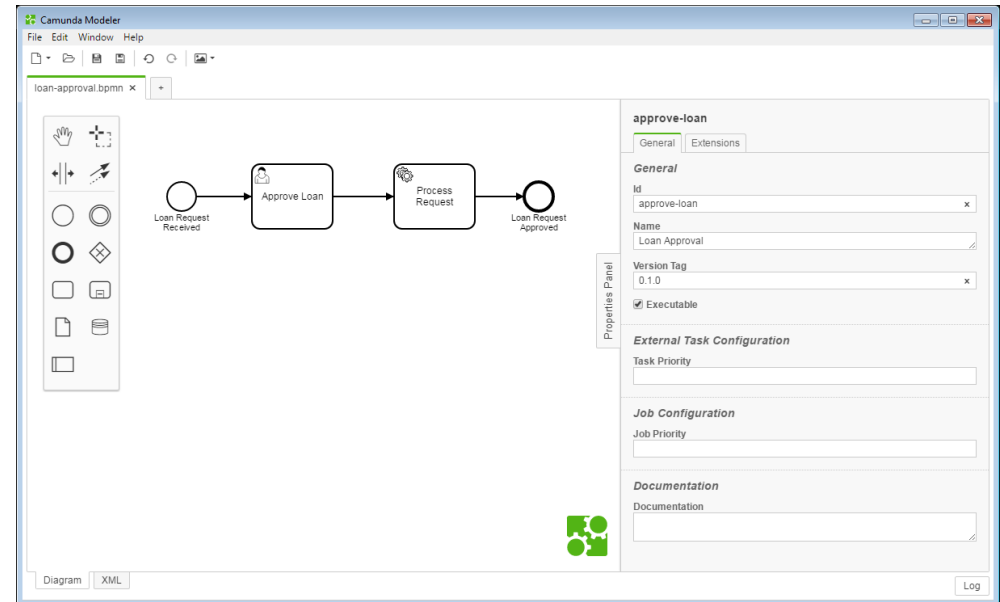 Camunda Modeler
File Edit Window Help
loan-approval.bpmn × +
Approve Loan
Process
Request
Loan Request
Received
Loan Request
Approved
Properties Panel
approve-loan
General Extensions
General
Id
approve-loan ×
Name
Loan Approval
Version Tag
0.1.0 ×
Executable
External Task Configuration
Task Priority
Job Configuration
Job Priority
Documentation
Documentation
Diagram XML
Log